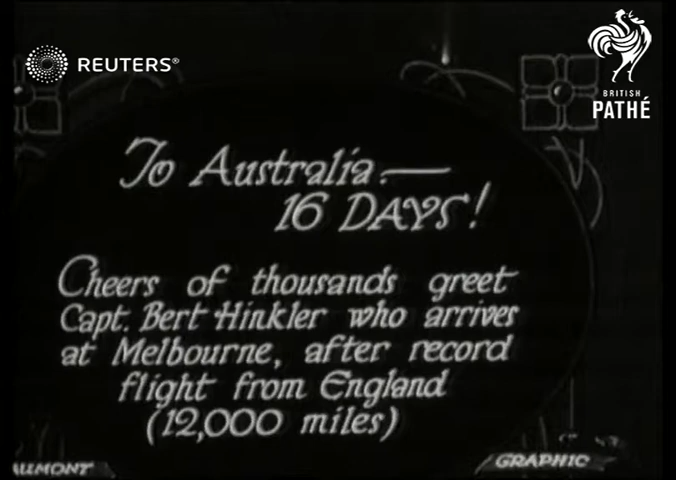 REUTERS®
BRITISH
PATHÉ
To Australia.—
16 DAYS!
Cheers of thousands greet
Capt. Bert Hinkler who arrives
at Melbourne, after record
flight from England
(12,000 miles)
GRAPHIC